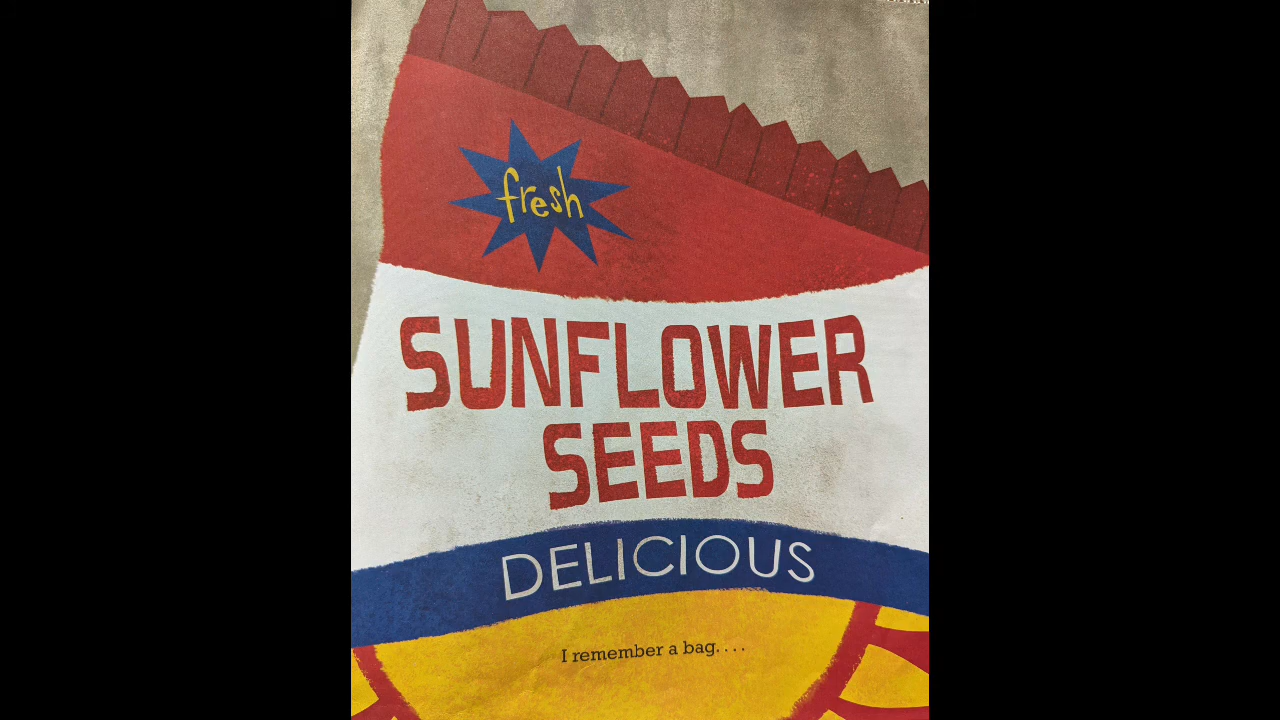 fresh
SUNFLOWER
SEEDS
DELICIOUS
I remember a bag. . . .